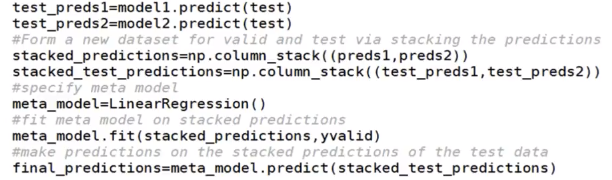 test_preds1=model1.predict(test)
test_preds2=model2.predict(test)
#Form a new dataset for valid and test via stacking the predictions
stacked_predictions=np.column_stack((preds1,preds2))
stacked_test_predictions=np.column_stack((test_preds1,test_preds2))
#specify meta model
meta_model=LinearRegression()
#fit meta model on stacked predictions
meta_model.fit(stacked_predictions,yvalid)
#make predictions on the stacked predictions of the test data
final_predictions=meta_model.predict(stacked_test_predictions)